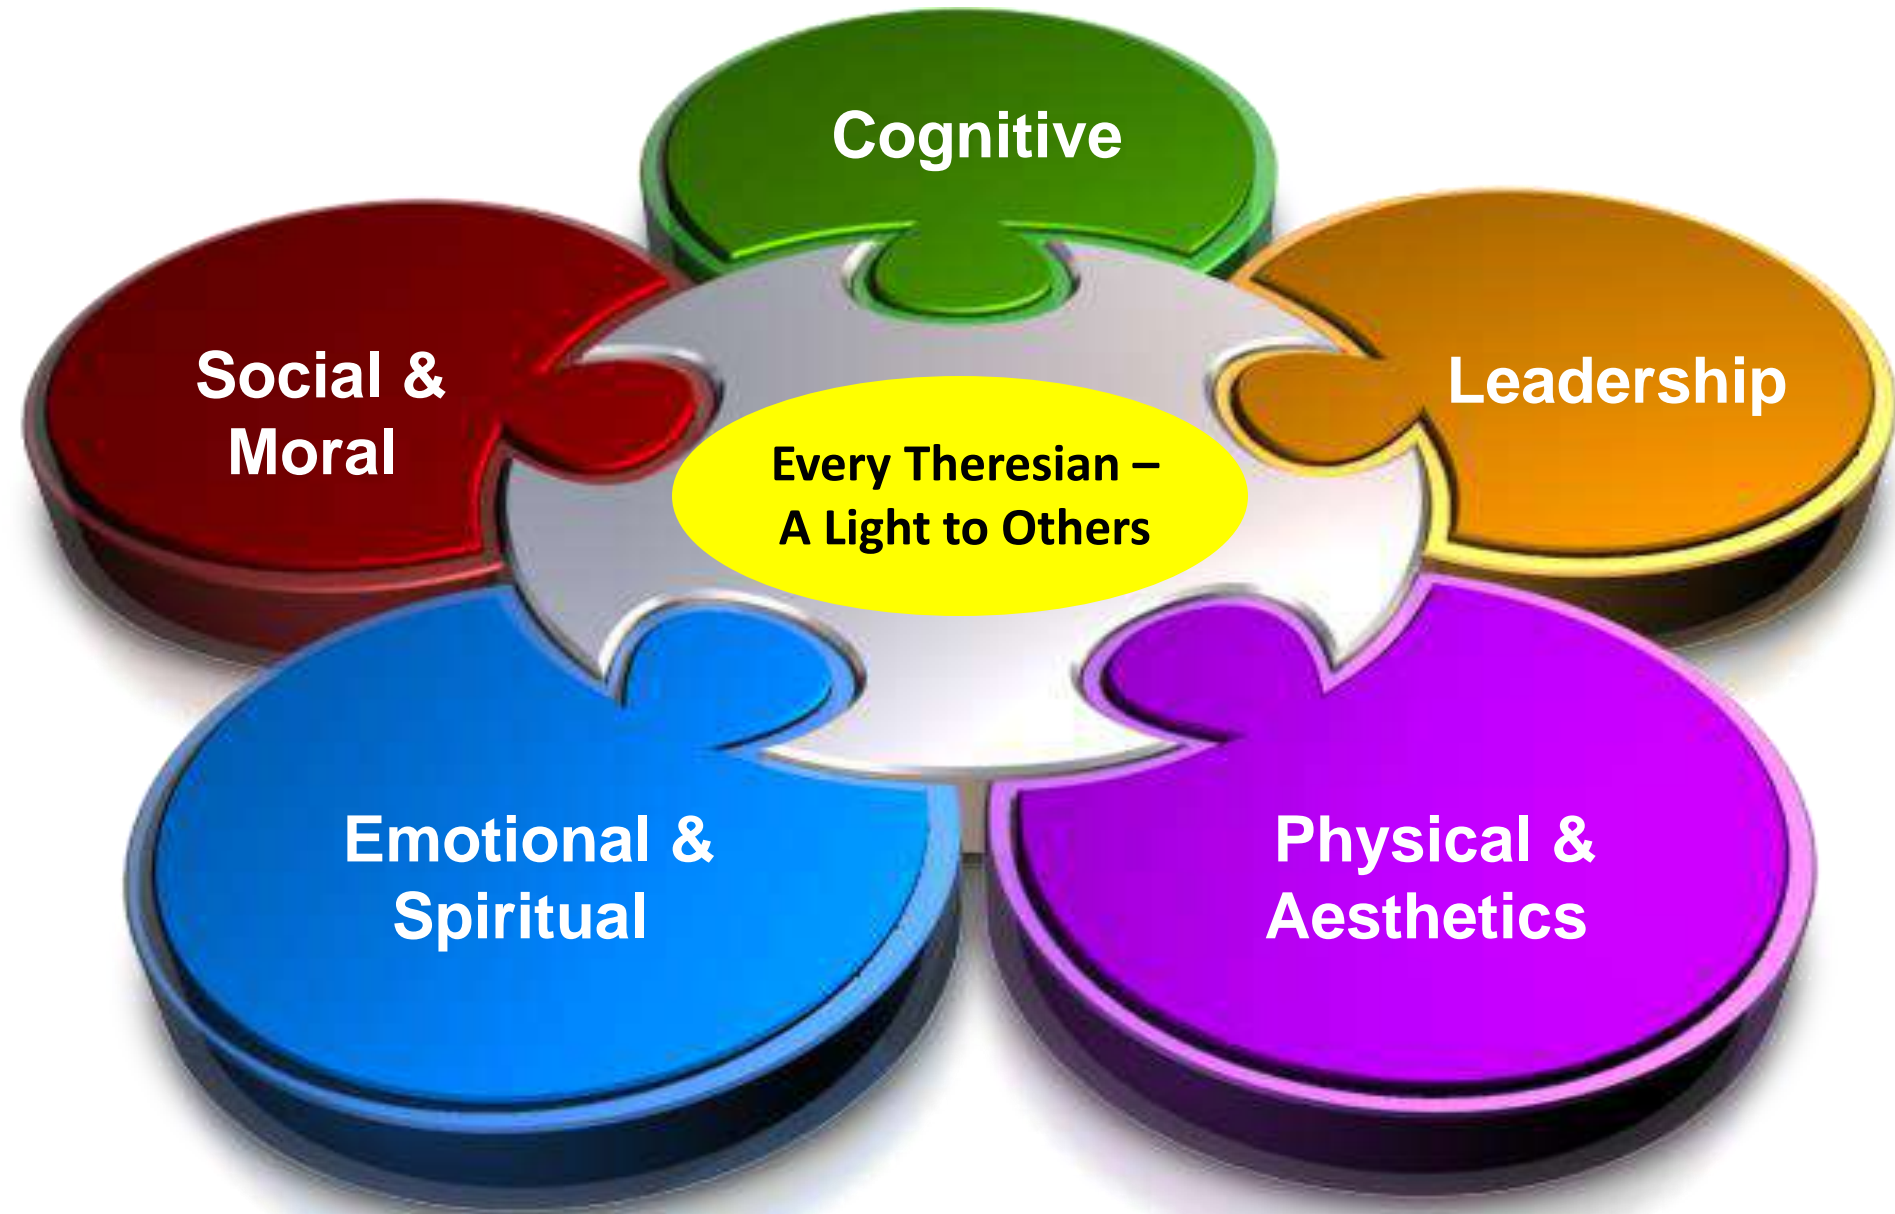 Cognitive
Social &
Moral
Leadership
Every Theresian –
A Light to Others
Emotional &
Spiritual
Physical &
Aesthetics